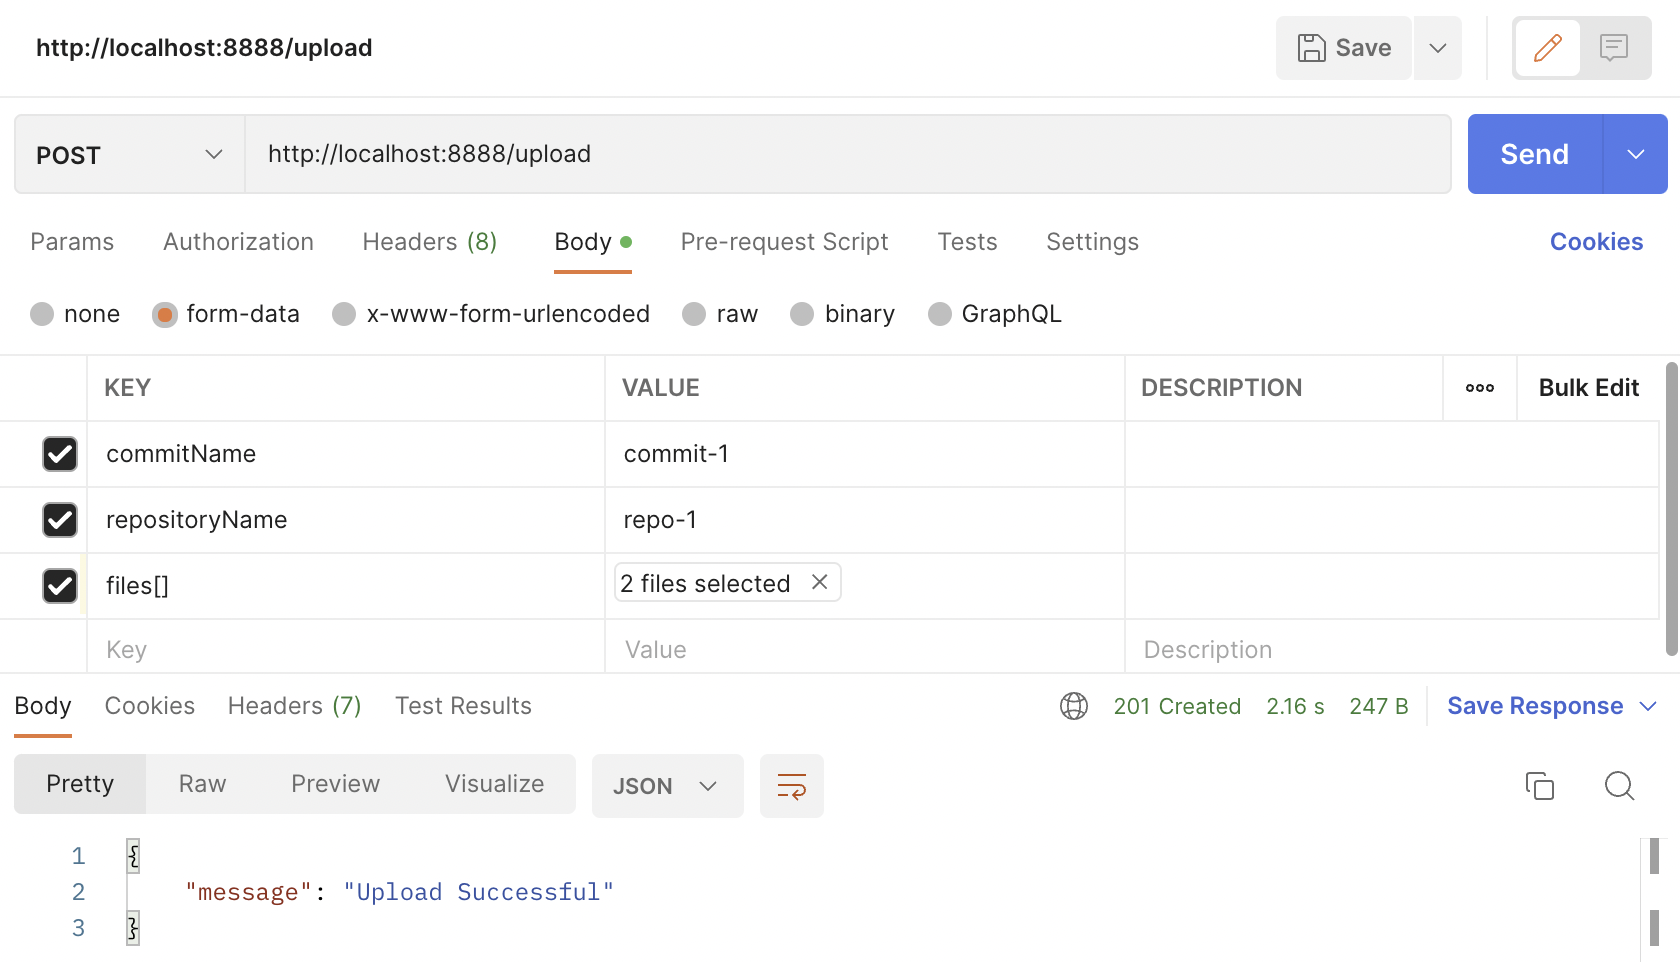 http://localhost:8888/upload
Save
POST
http://localhost:8888/upload
Send
Params Authorization Headers (8) Body Pre-request Script Tests Settings Cookies
none form-data x-www-form-urlencoded raw binary GraphQL
KEY VALUE DESCRIPTION Bulk Edit
commitName commit-1
repositoryName repo-1
files[] 2 files selected
Key Value Description
Body Cookies Headers (7) Test Results 201 Created 2.16 s 247 B Save Response
Pretty Raw Preview Visualize JSON
1 {
2 "message": "Upload Successful"
3 }